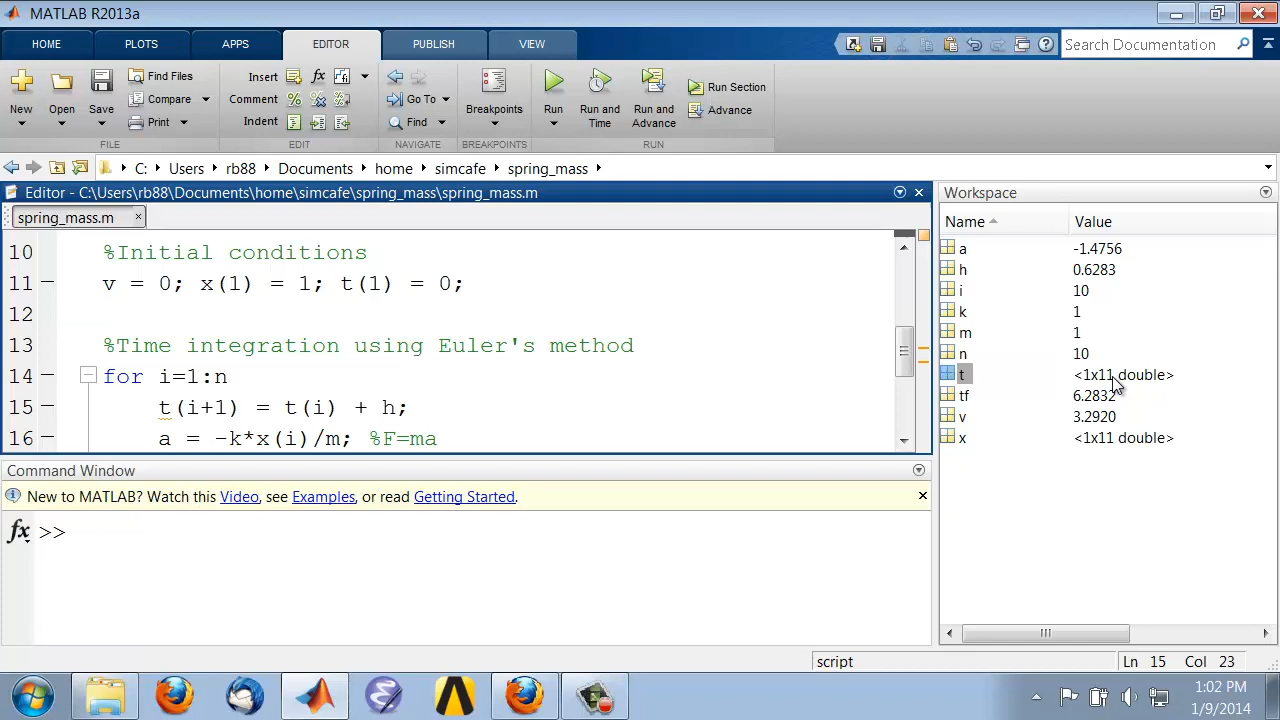 MATLAB R2013a
HOME PLOTS APPS EDITOR PUBLISH VIEW Search Documentation
New Open Save Find Files Compare Print
FILE
Insert fx
Comment
Indent
EDIT
Go To
Find
NAVIGATE
Breakpoints
BREAKPOINTS
Run Run and Time Run and Advance Run Section Advance
RUN
C: Users rb88 Documents home simcafe spring_mass
Editor - C:\Users\rb88\Documents\home\simcafe\spring_mass\spring_mass.m
spring_mass.m ×
10 %Initial conditions
11 – v = 0; x(1) = 1; t(1) = 0;
12
13 %Time integration using Euler's method
14 – for i=1:n
15 – t(i+1) = t(i) + h;
16 – a = -k*x(i)/m; %F=ma
Command Window
New to MATLAB? Watch this Video, see Examples, or read Getting Started.
fx >>
Workspace
Name Value
a -1.4756
h 0.6283
i 10
k 1
m 1
n 10
t <1x11 double>
tf 6.2832
v 3.2920
x <1x11 double>
script Ln 15 Col 23
1:02 PM
1/9/2014